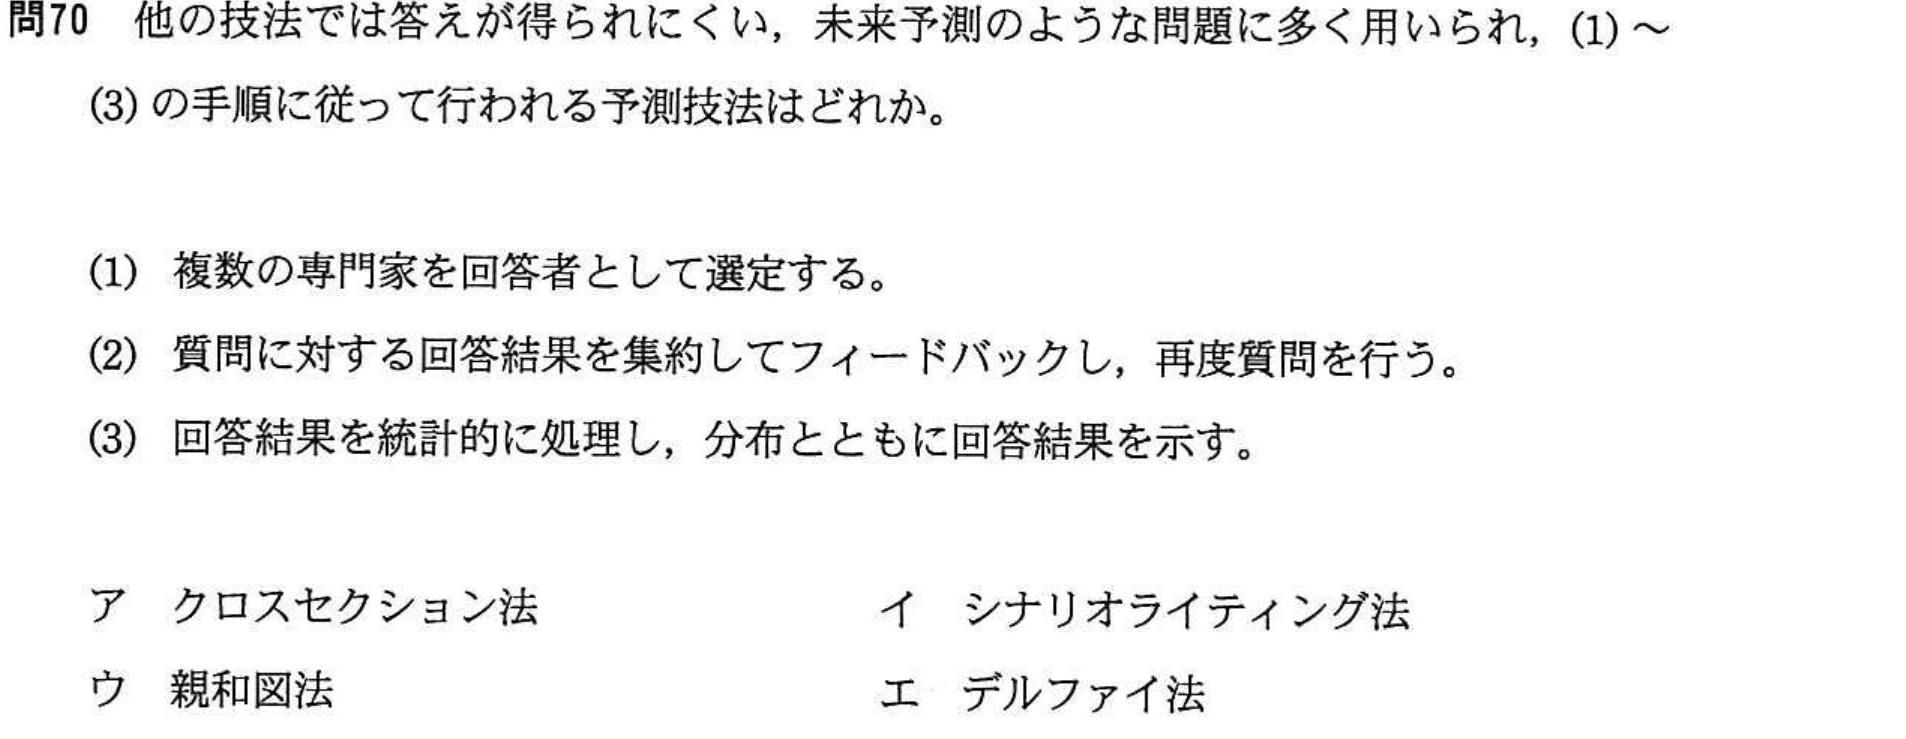 問70 他の技法では答えが得られにくい，未来予測のような問題に多く用いられ，(1)～
(3)の手順に従って行われる予測技法はどれか。
(1) 複数の専門家を回答者として選定する。
(2) 質問に対する回答結果を集約してフィードバックし，再度質問を行う。
(3) 回答結果を統計的に処理し，分布とともに回答結果を示す。
ア クロスセクション法 イ シナリオライティング法
ウ 親和図法 エ デルファイ法